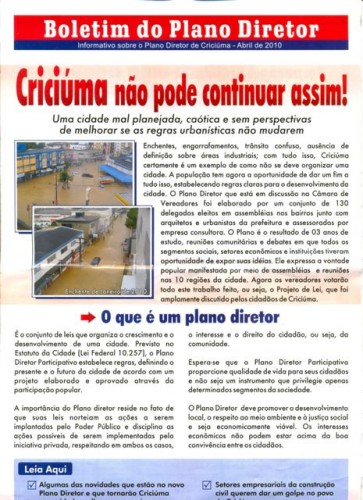 Boletim do Plano Diretor
Informativo sobre o Plano Diretor de Criciúma - Abril de 2010
Criciúma não pode continuar assim!
Uma cidade mal planejada, caótica e sem perspectivas
de melhorar se as regras urbanísticas não mudarem
Enchentes, engarrafamentos, trânsito confuso, ausência de
definição sobre áreas industriais; com tudo isso, Criciúma
certamente é um exemplo de como não se deve organizar uma
cidade. A população tem agora a oportunidade de dar um fim a
tudo isso, estabelecendo regras claras para o desenvolvimento da
cidade. O Plano Diretor que está em discussão na Câmara de
Vereadores foi elaborado por um conjunto de 130
delegados eleitos em assembléias nos bairros junto com
arquitetos e urbanistas da prefeitura e assessorados por
empresa consultora. O Plano é o resultado de 03 anos de
estudo, reuniões comunitárias e debates em que todos os
segmentos sociais, setores econômicos e instituições tiveram
oportunidade de expor suas idéias. Ele expressa a vontade
popular manifestada por meio de assembléias e reuniões
nas 10 regiões da cidade. Agora os vereadores votarão
todo este trabalho feito, ou seja, o Projeto de Lei, que foi
amplamente discutido pelos cidadãos de Criciúma.
O que é um plano diretor
É o conjunto de leis que organiza o crescimento e o
desenvolvimento de uma cidade. Previsto no
Estatuto da Cidade (Lei Federal 10.257), o Plano
Diretor Participativo estabelece regras, definindo o
presente e o futuro da cidade de acordo com um
projeto elaborado e aprovado através da
participação popular.
A importância do Plano diretor reside no fato de
que suas leis norteiam as ações a serem
implantadas pelo Poder Público e disciplina as
ações possíveis de serem implementadas pela
iniciativa privada, respeitando em ambos os casos,
o interesse e o direito do cidadão, ou seja, da
comunidade.
Espera-se que o Plano Diretor Participativo
proporcione qualidade de vida para seus cidadãos
e não seja um instrumento que privilegie apenas
determinados segmentos da sociedade.
O Plano Diretor deve promover o desenvolvimento
local, o respeito ao meio ambiente e à justiça social
e seja economicamente viável. Os interesses
econômicos não podem estar acima do bem
da cidade.
Leia Aqui
Algumas das novidades que estão no novo
Plano Diretor e que tornarão Criciúma
Setores empresariais da construção
civil querem dar um golpe no povo